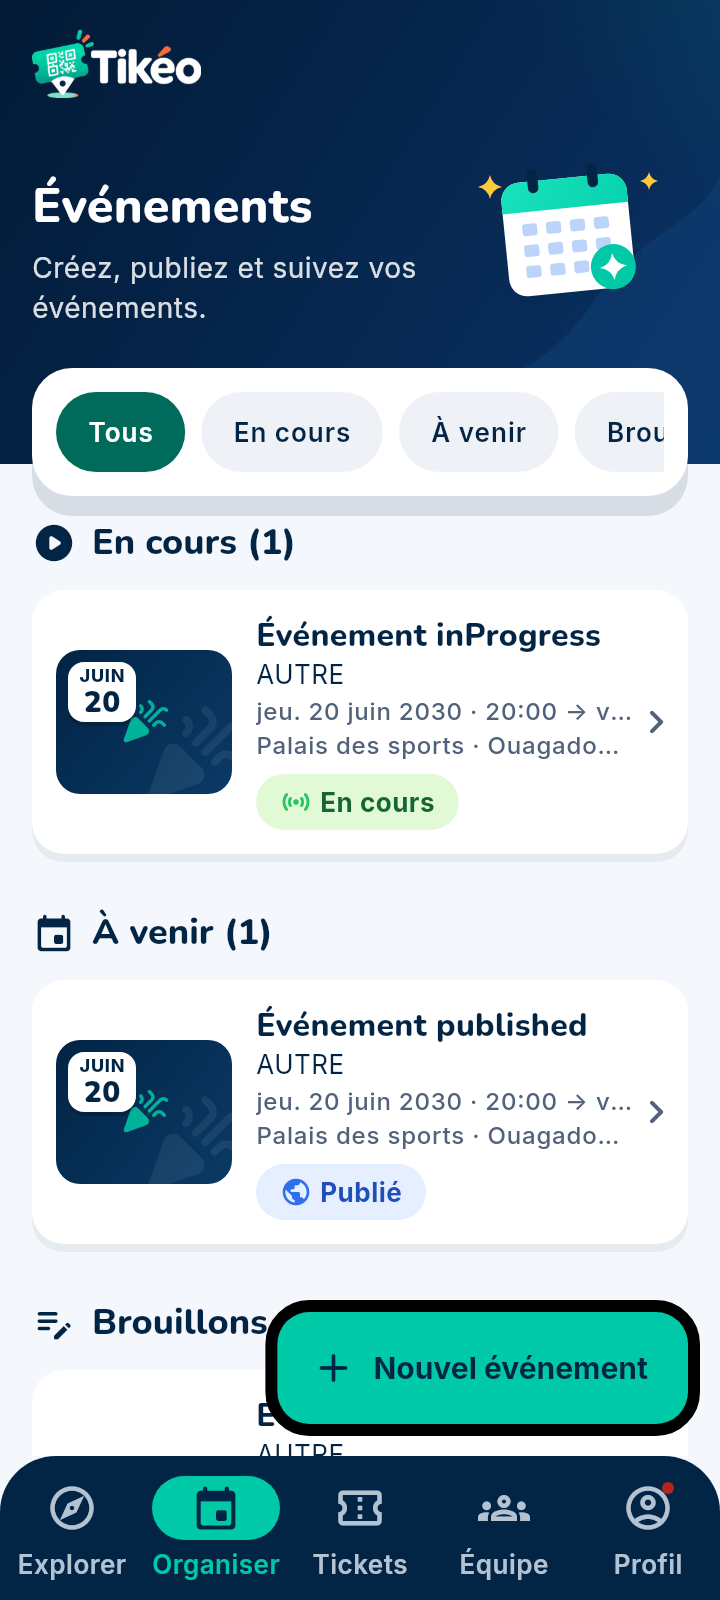 Tikéo
Événements
Créez, publiez et suivez vos
événements.
Tous
En cours
À venir
Brou
En cours (1)
JUIN
20
Événement inProgress
AUTRE
jeu. 20 juin 2030 · 20:00 → v...
Palais des sports · Ouagado...
En cours
À venir (1)
JUIN
20
Événement published
AUTRE
jeu. 20 juin 2030 · 20:00 → v...
Palais des sports · Ouagado...
Publié
Brouillons
Nouvel événement
AUTRE
Explorer
Organiser
Tickets
Équipe
Profil